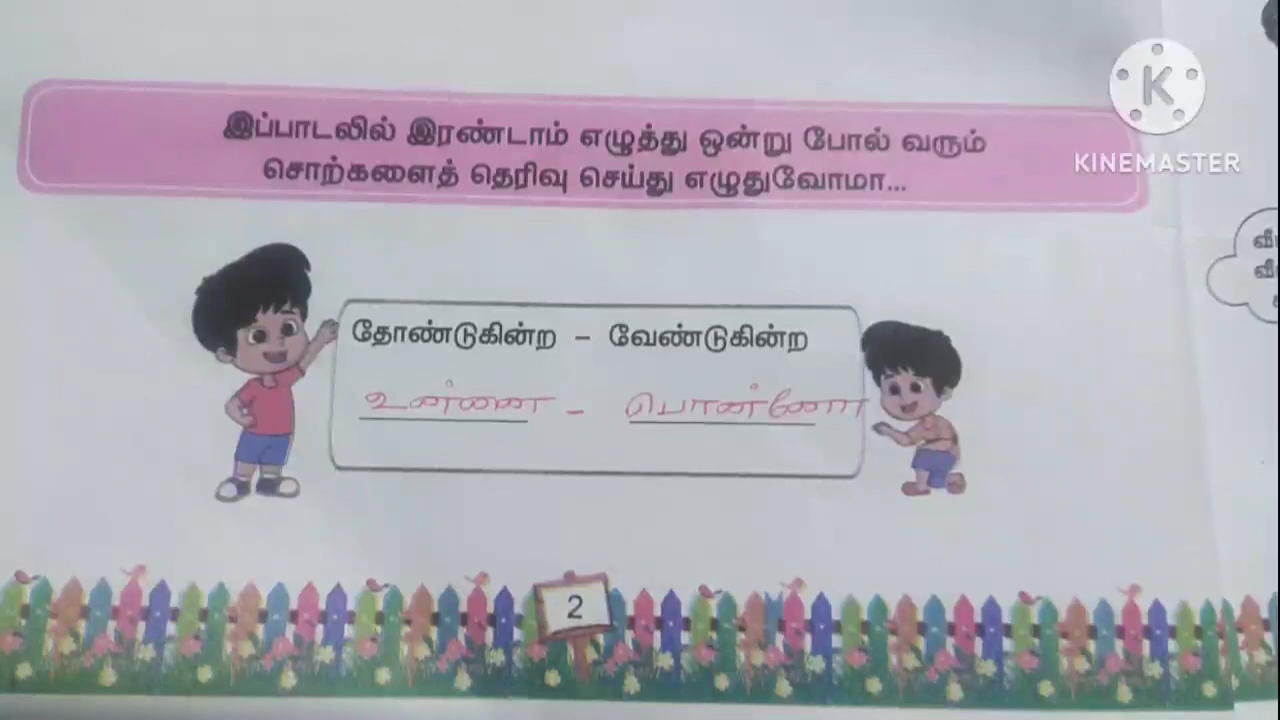 இப்பாடலில் இரண்டாம் எழுத்து ஒன்று போல் வரும்
சொற்களைத் தெரிவு செய்து எழுதுவோமா...
KINEMASTER
தோண்டுகின்ற – வேண்டுகின்ற
உன்னை - பொன்னோ
2